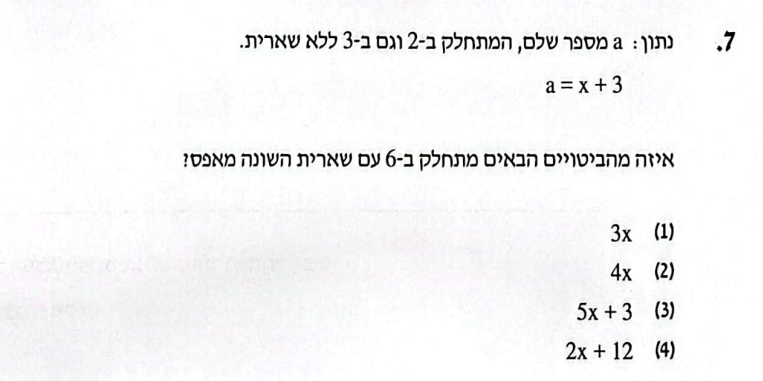 7. נתון: a מספר שלם, המתחלק ב-2 וגם ב-3 ללא שארית.
a = x + 3
איזה מהביטויים הבאים מתחלק ב-6 עם שארית השונה מאפס?
(1) 3x
(2) 4x
(3) 5x + 3
(4) 2x + 12